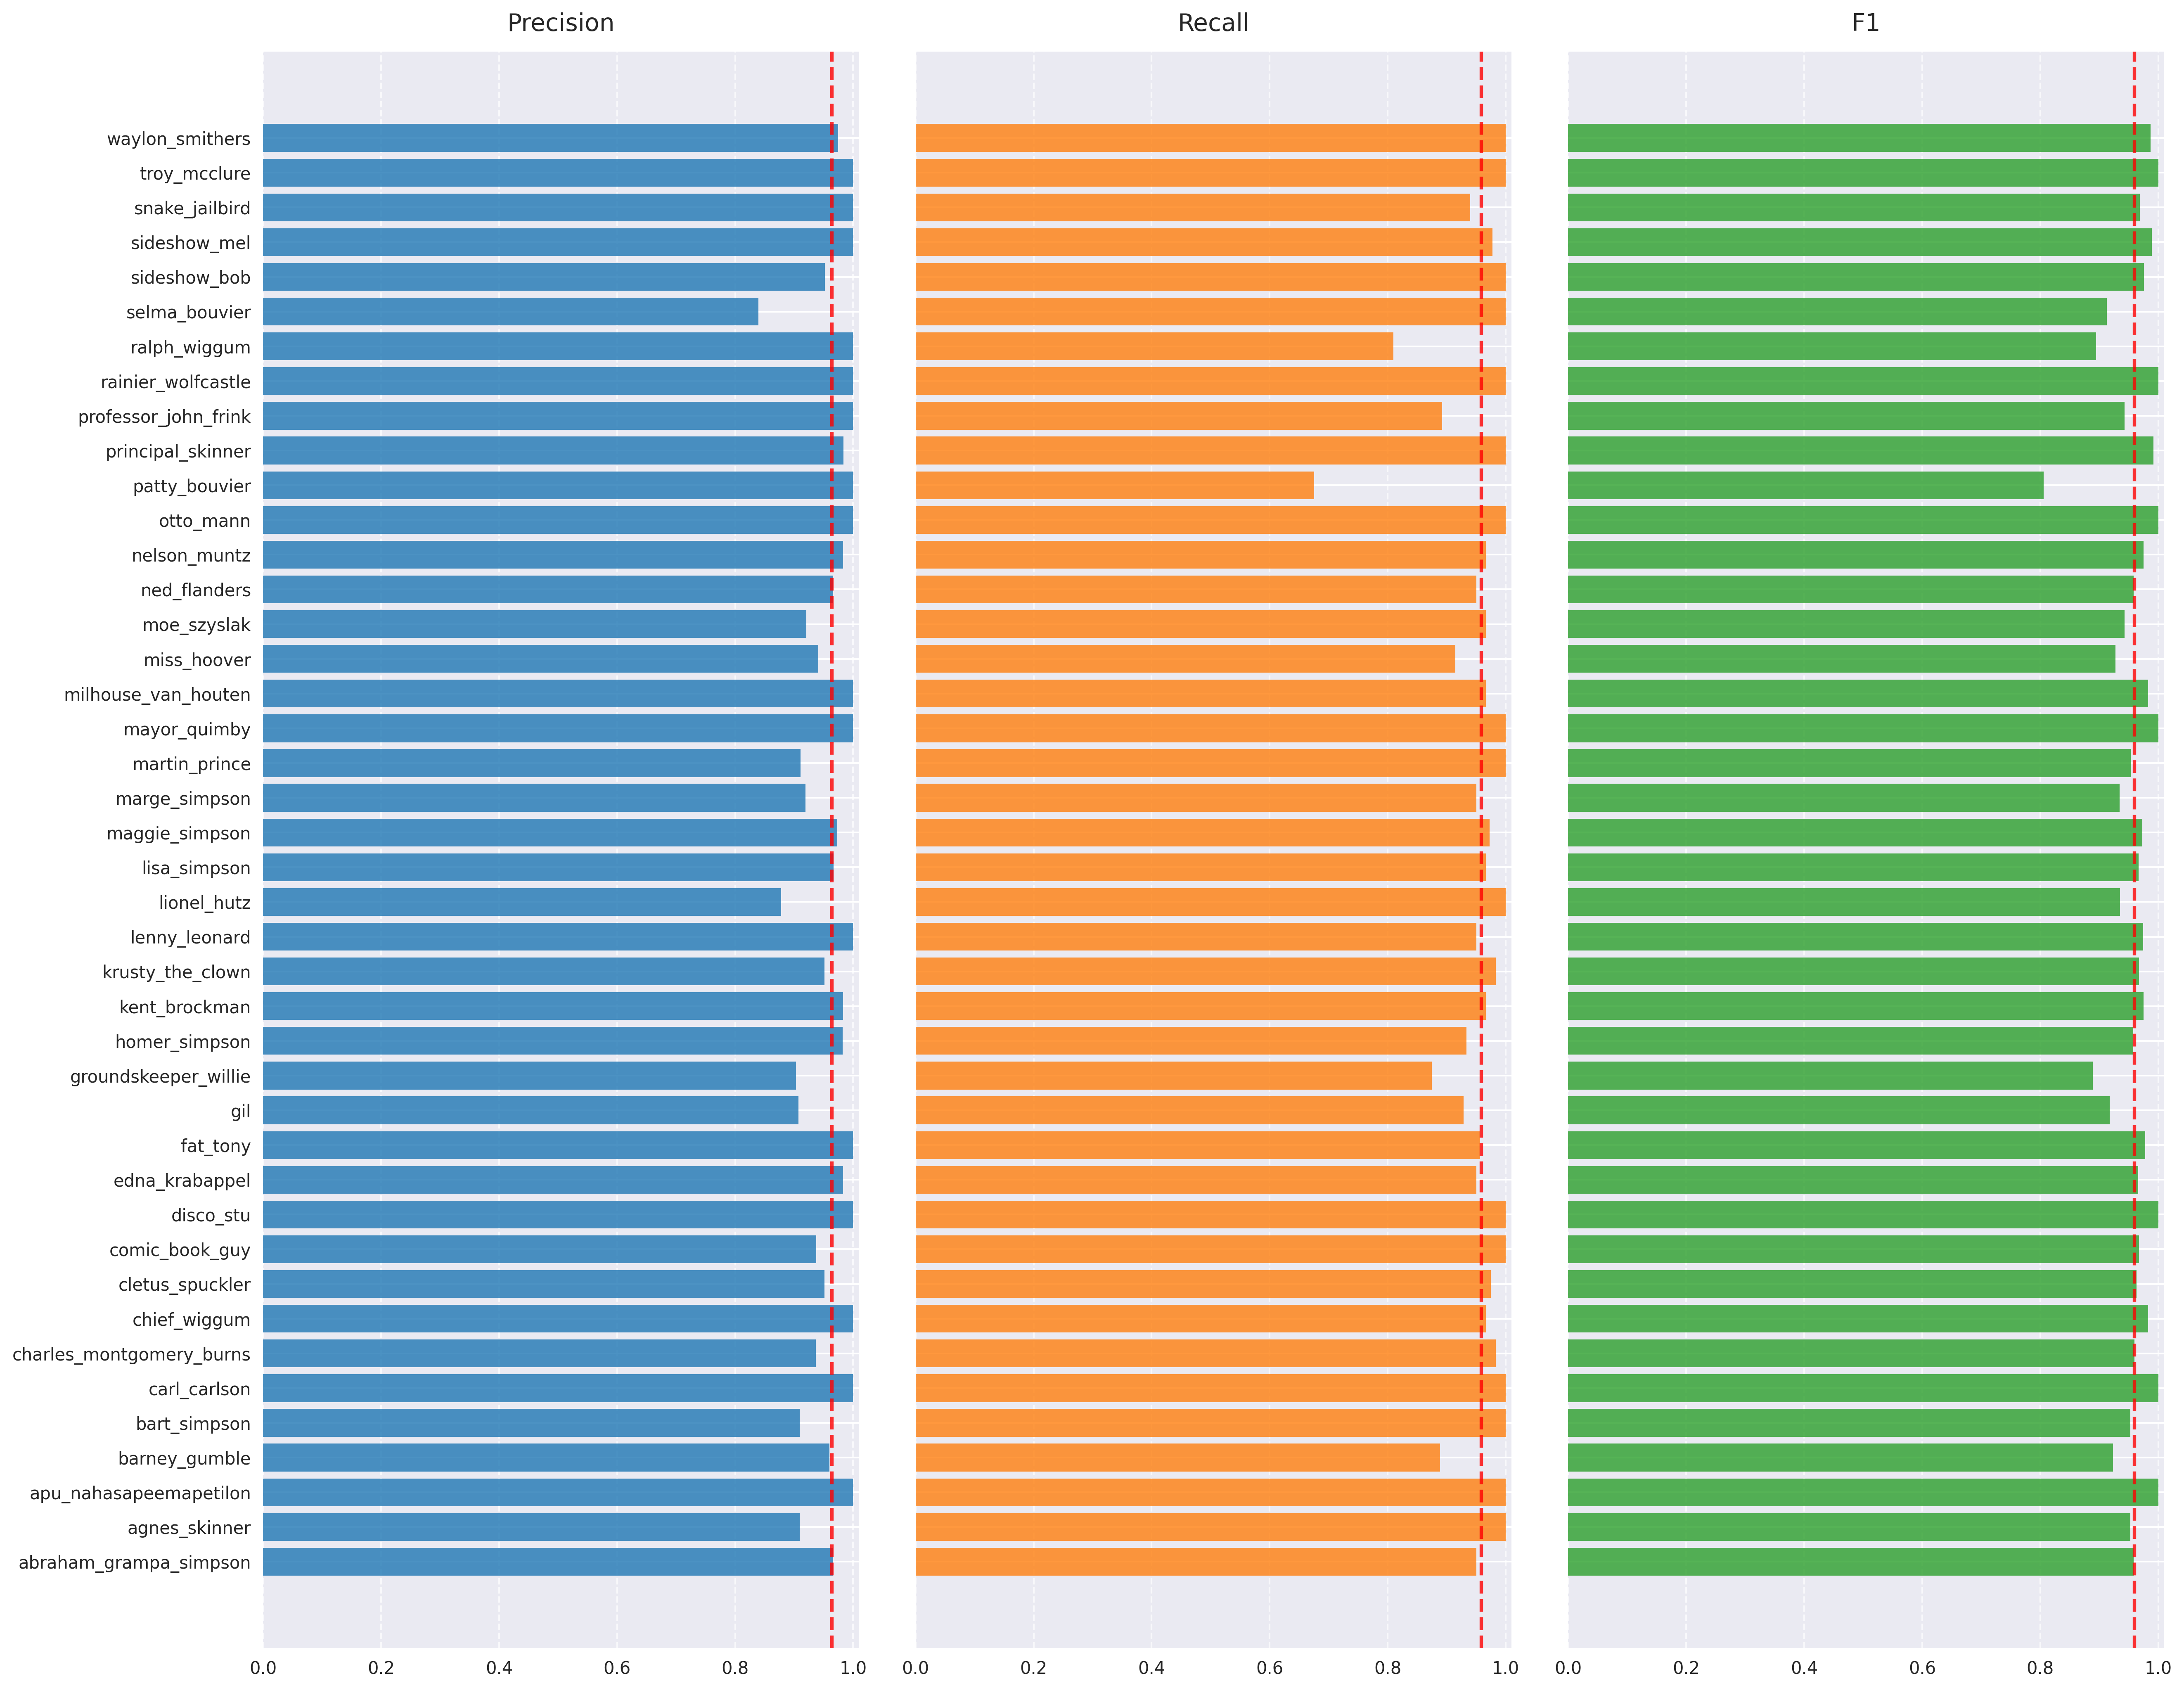 Precision
Recall
F1
waylon_smithers
troy_mcclure
snake_jailbird
sideshow_mel
sideshow_bob
selma_bouvier
ralph_wiggum
rainier_wolfcastle
professor_john_frink
principal_skinner
patty_bouvier
otto_mann
nelson_muntz
ned_flanders
moe_szyslak
miss_hoover
milhouse_van_houten
mayor_quimby
martin_prince
marge_simpson
maggie_simpson
lisa_simpson
lionel_hutz
lenny_leonard
krusty_the_clown
kent_brockman
homer_simpson
groundskeeper_willie
gil
fat_tony
edna_krabappel
disco_stu
comic_book_guy
cletus_spuckler
chief_wiggum
charles_montgomery_burns
carl_carlson
bart_simpson
barney_gumble
apu_nahasapeemapetilon
agnes_skinner
abraham_grampa_simpson
0.0 0.2 0.4 0.6 0.8 1.0
0.0 0.2 0.4 0.6 0.8 1.0
0.0 0.2 0.4 0.6 0.8 1.0